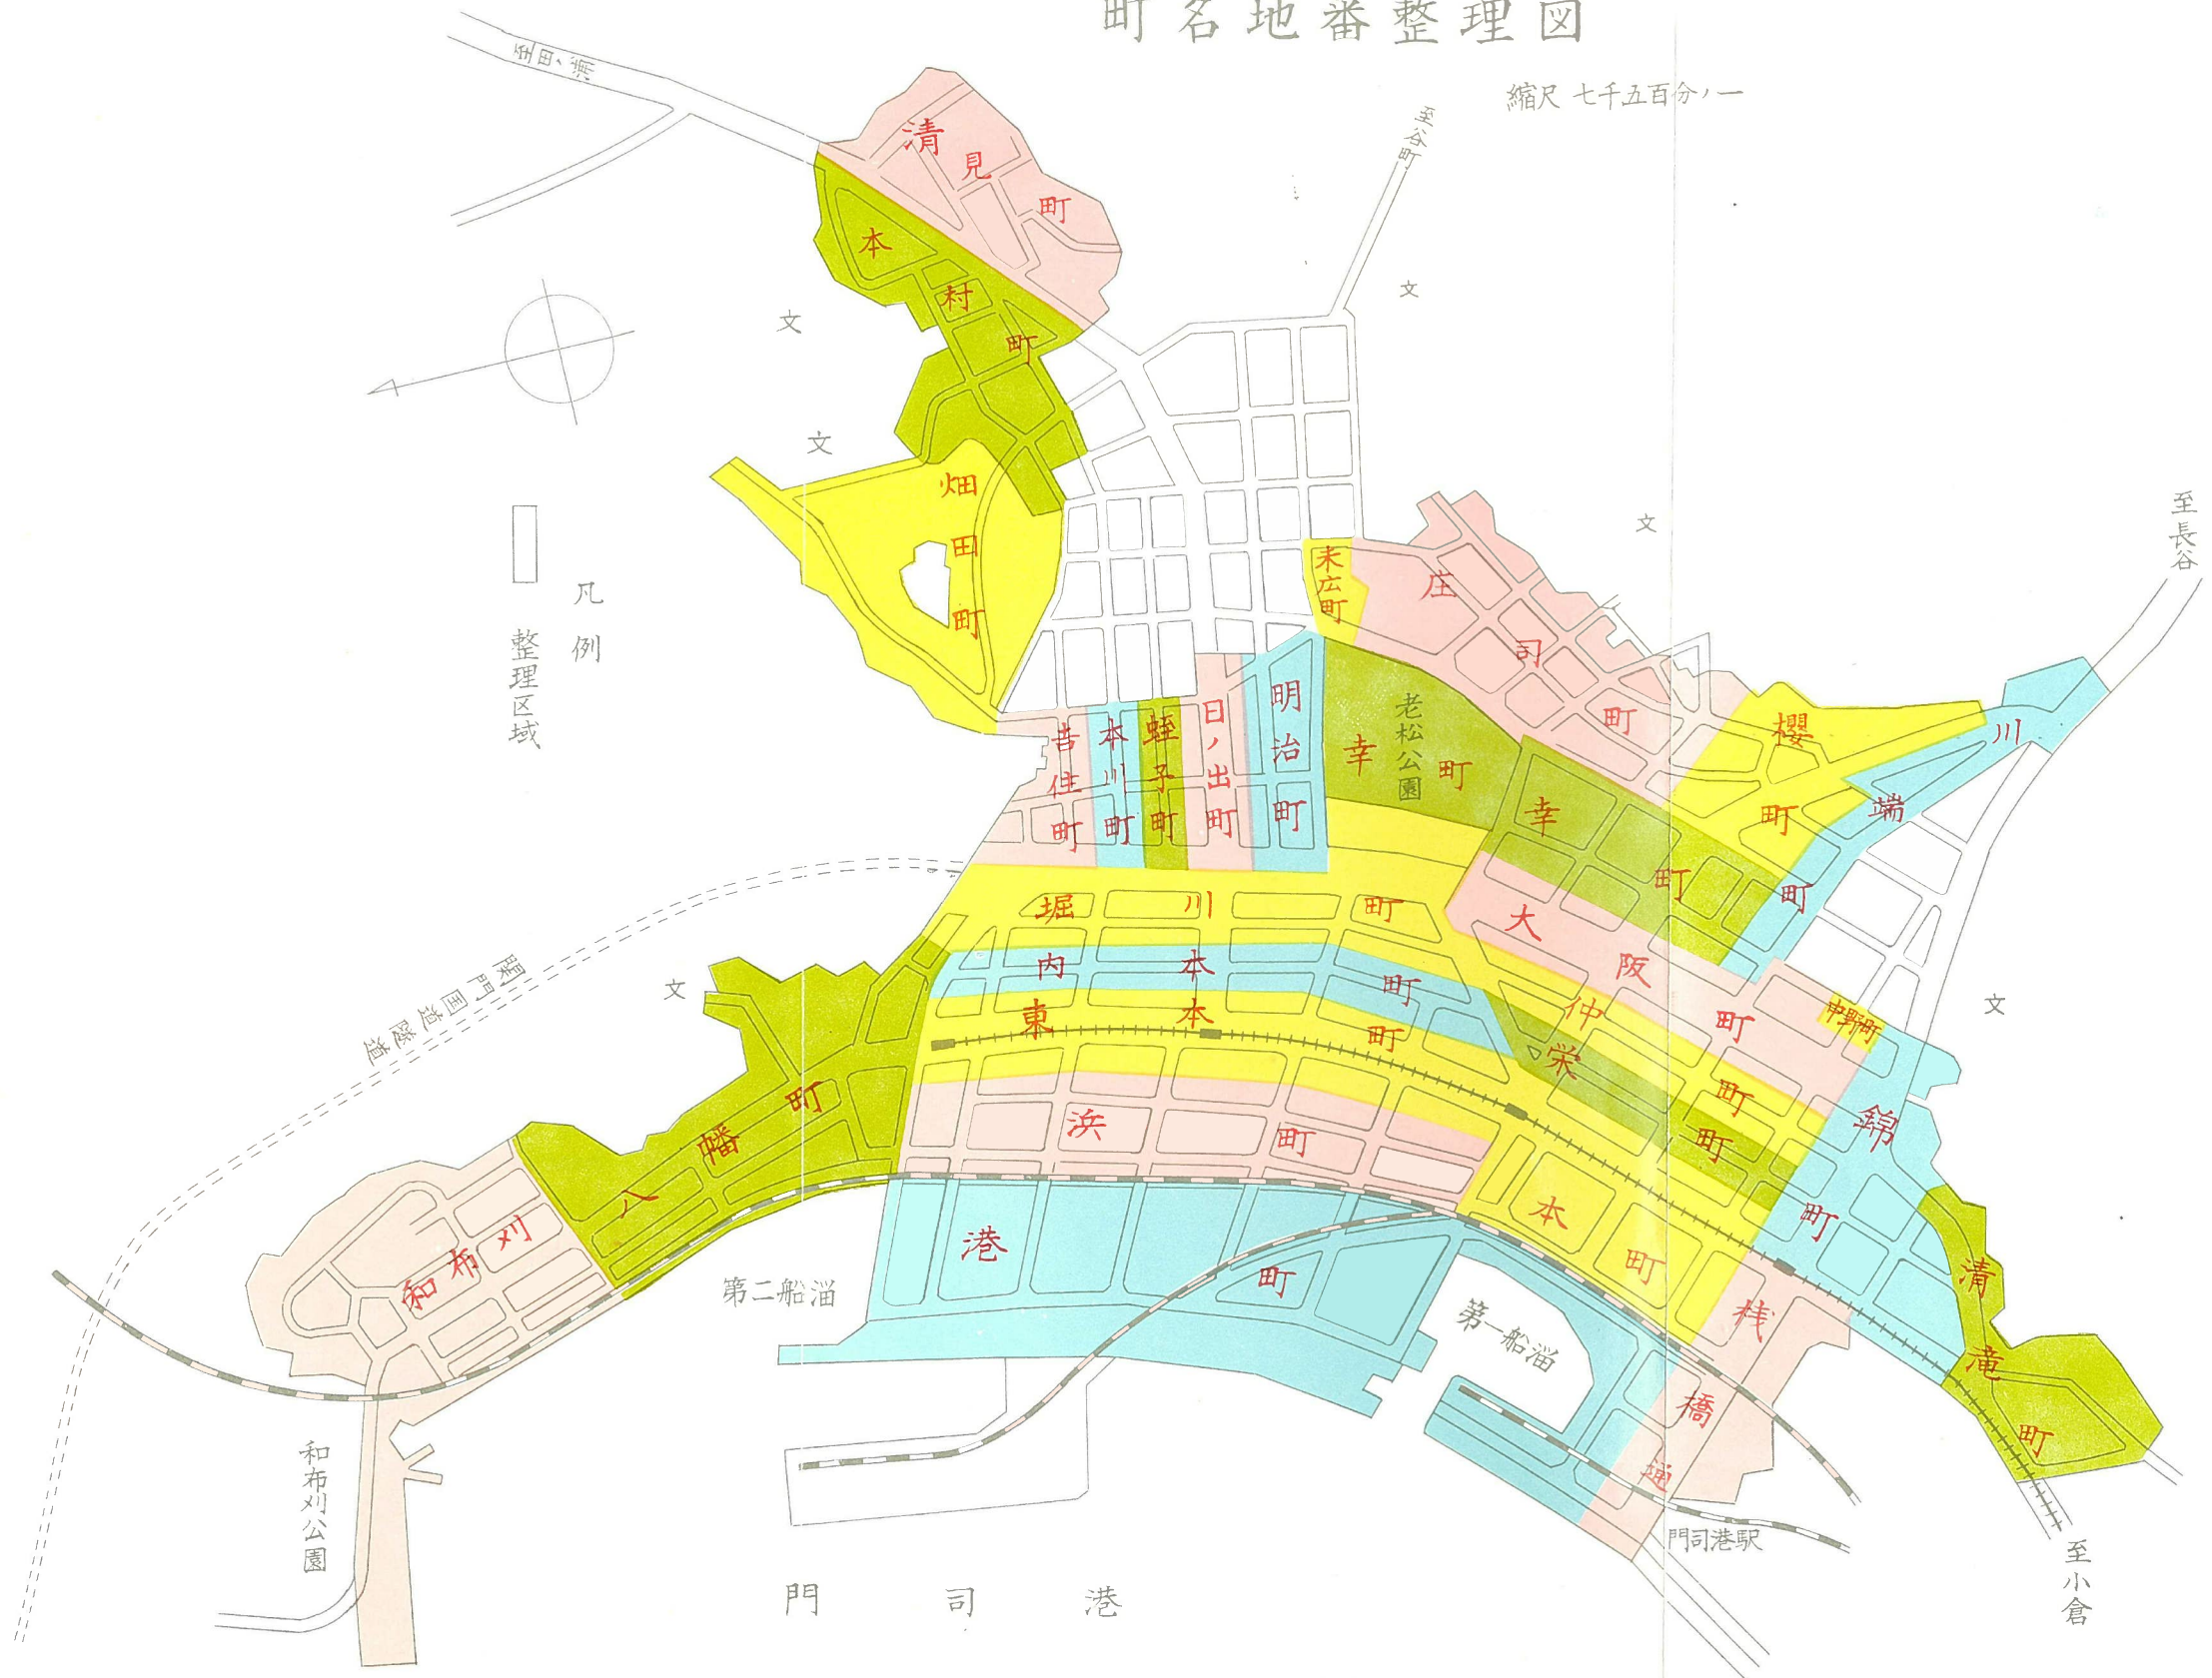 町名地番整理図
縮尺 七千五百分ノ一
至田ノ浦
至谷町
清見町
本村町
文
文
文
文
畑田町
凡例
整理区域
末広町
庄司町
至長谷
老松公園
幸町
幸町
櫻町
川端町
吉住町
本川町
蛭子町
日ノ出町
明治町
堀川町
内本町
東本町
大阪町
仲町
栄町
中野町
文
文
関門国道隧道
八幡町
浜町
本町
錦町
和布刈
港町
第二船溜
第一船溜
桟橋通
清滝町
和布刈公園
門司港駅
至小倉
門司港